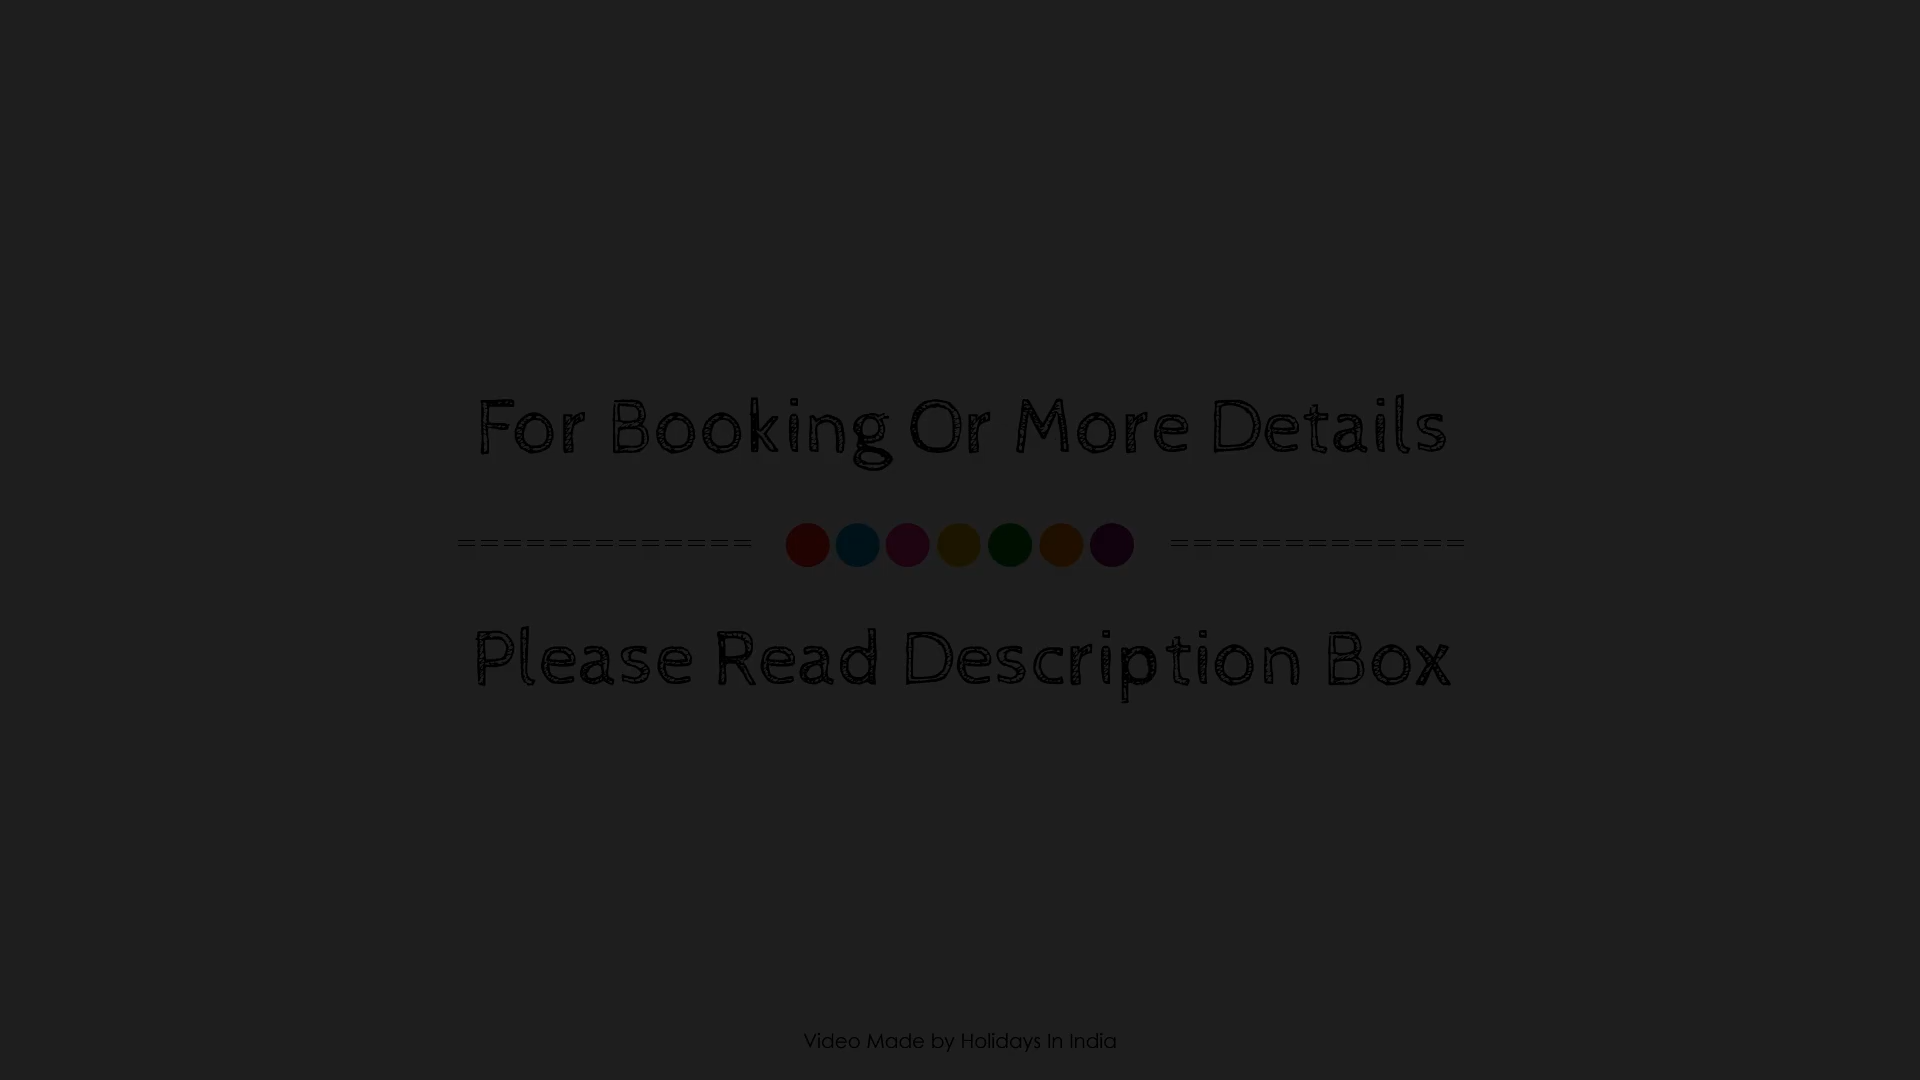 For Booking Or More Details
============= =============
Please Read Description Box
Video Made by Holidays In India